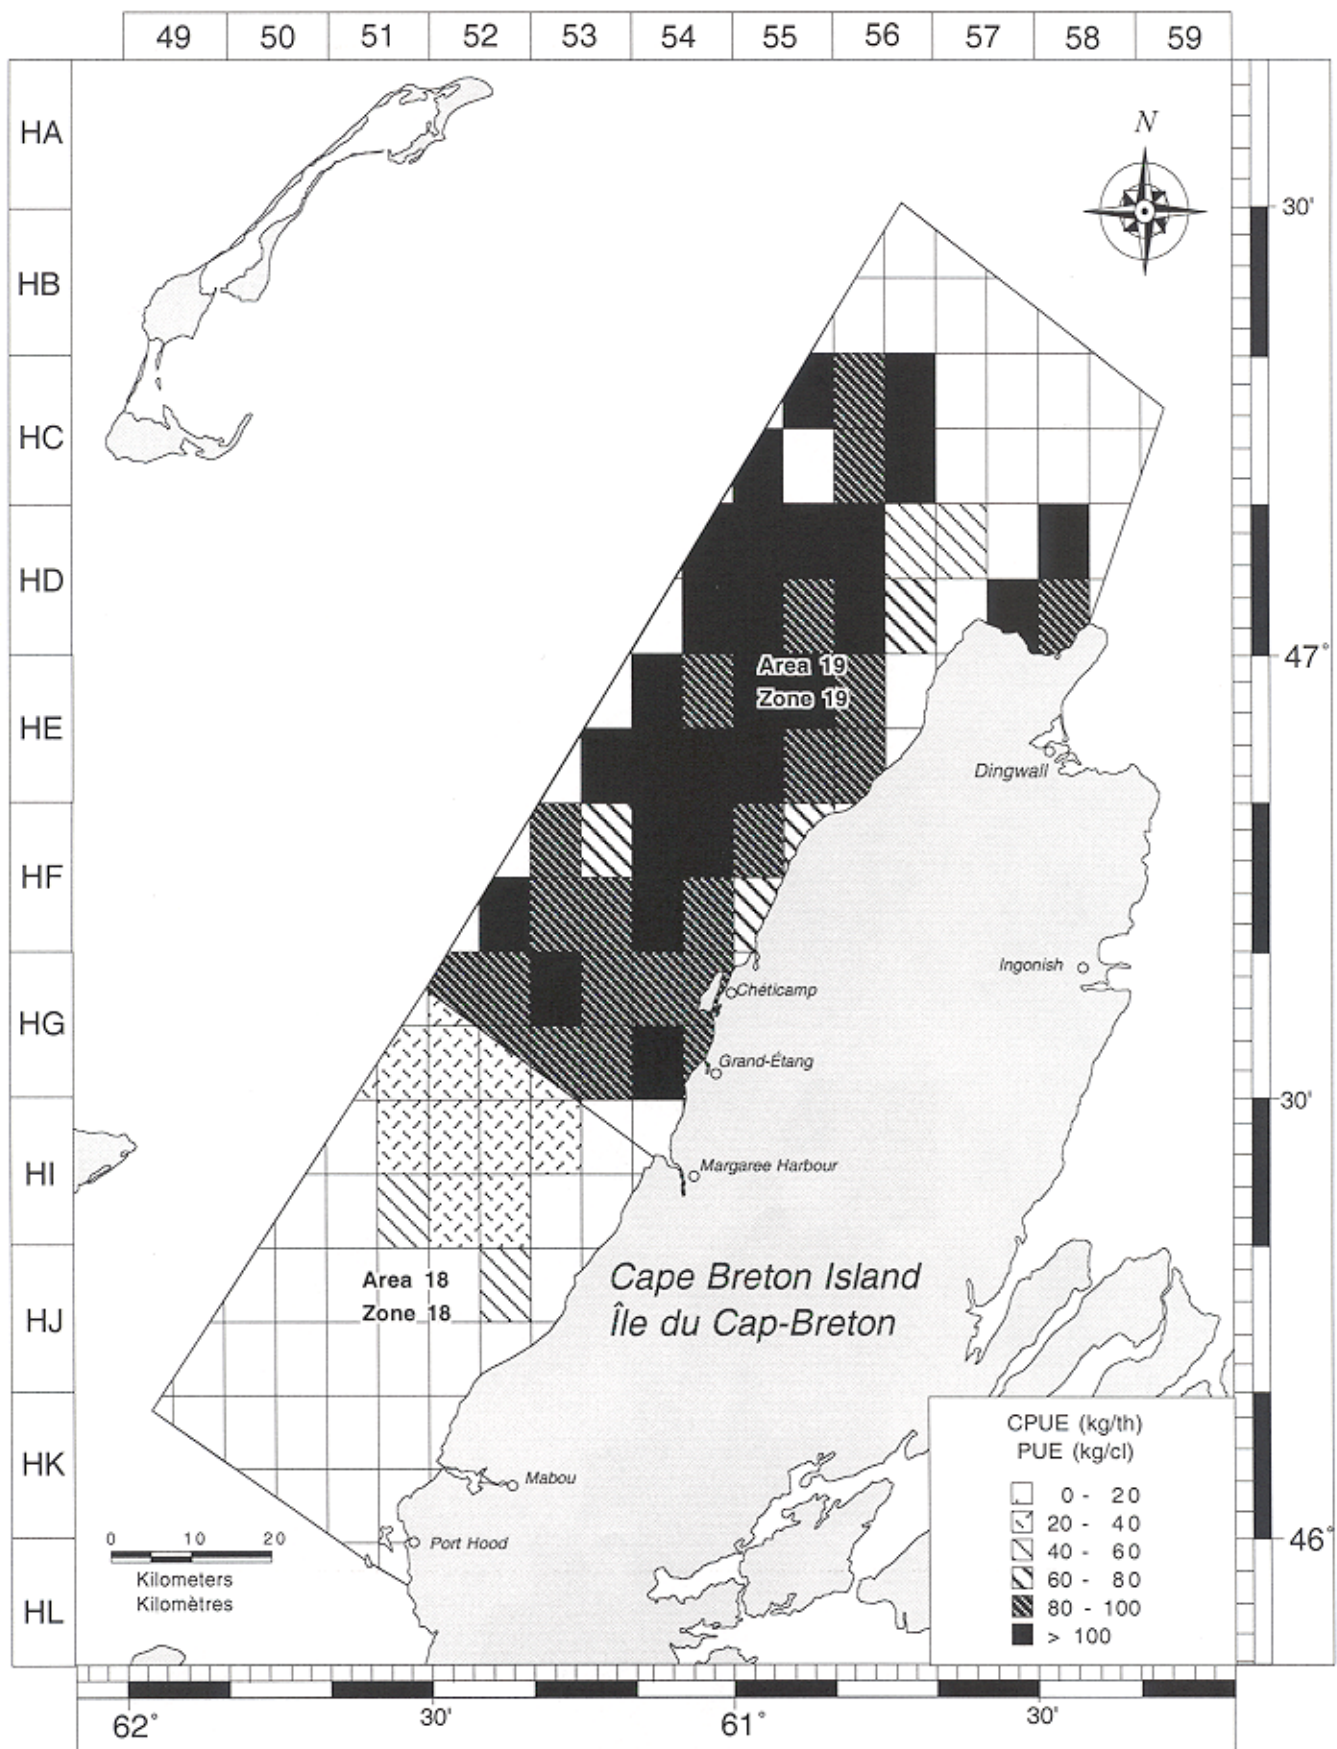 49 50 51 52 53 54 55 56 57 58 59
HA
N
30'
HB
HC
HD
Area 19
Zone 19
47°
HE
Dingwall
HF
Ingonish
Chéticamp
HG
Grand-Étang
30'
HI
Margaree Harbour
Area 18
Zone 18
Cape Breton Island
Île du Cap-Breton
HJ
CPUE (kg/th)
PUE (kg/cl)
HK
Mabou
0 - 20
20 - 40
40 - 60
60 - 80
80 - 100
> 100
0 10 20
Kilometers
Kilomètres
Port Hood
46°
HL
62° 30' 61° 30'